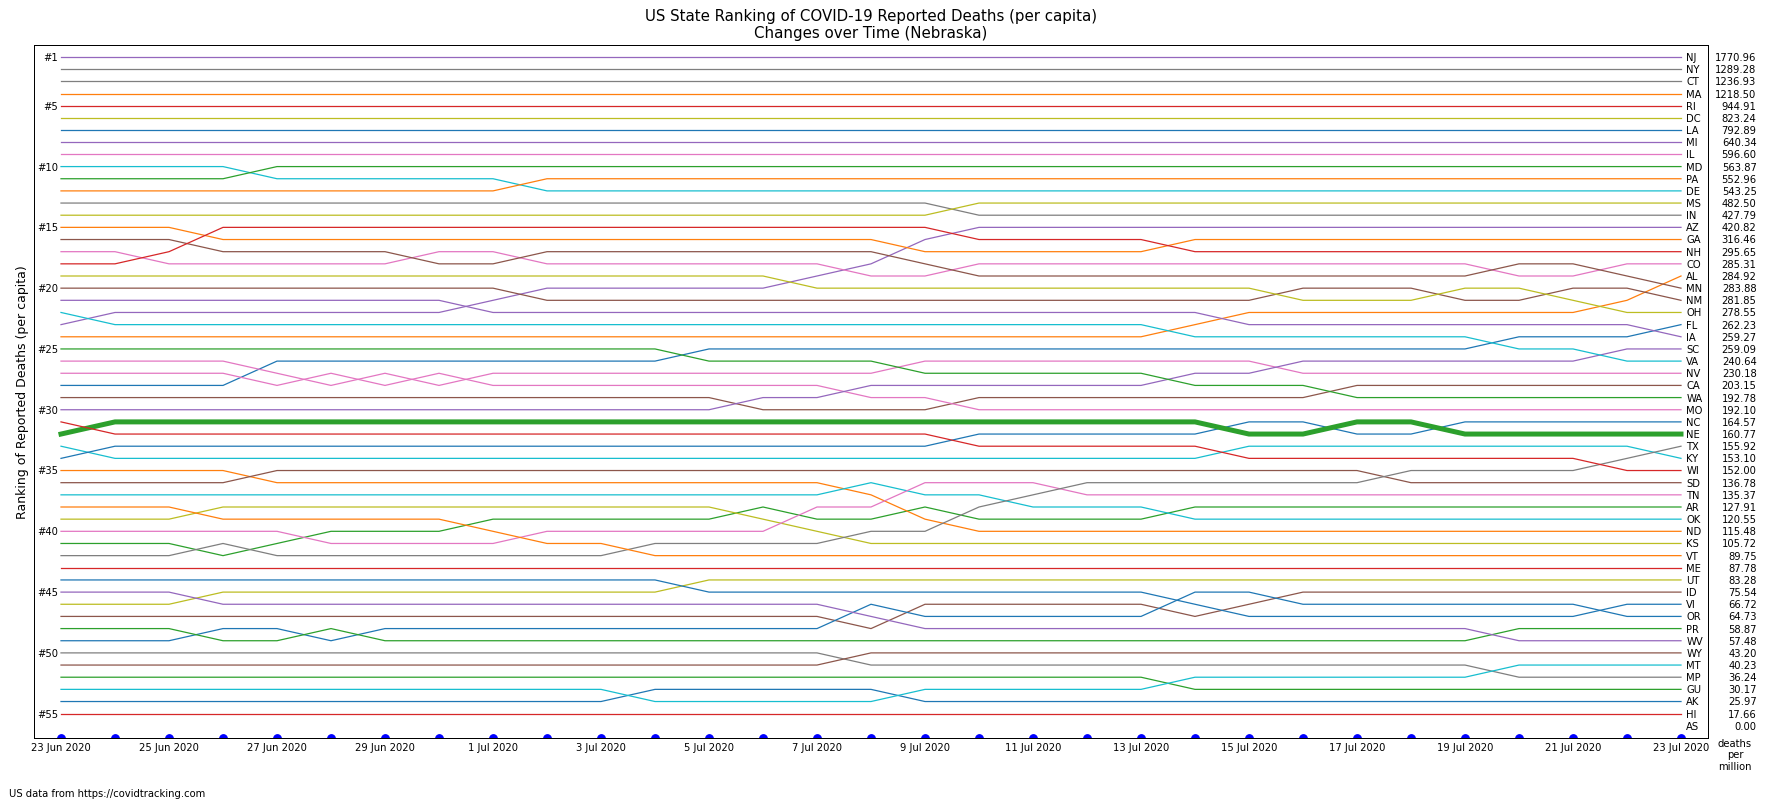 US State Ranking of COVID-19 Reported Deaths (per capita)
Changes over Time (Nebraska)
Ranking of Reported Deaths (per capita)
#1
#5
#10
#15
#20
#25
#30
#35
#40
#45
#50
#55
NJ 1770.96
NY 1289.28
CT 1236.93
MA 1218.50
RI 944.91
DC 823.24
LA 792.89
MI 640.34
IL 596.60
MD 563.87
PA 552.96
DE 543.25
MS 482.50
IN 427.79
AZ 420.82
GA 316.46
NH 295.65
CO 285.31
AL 284.92
MN 283.88
NM 281.85
OH 278.55
FL 262.23
IA 259.27
SC 259.09
VA 240.64
NV 230.18
CA 203.15
WA 192.78
MO 192.10
NC 164.57
NE 160.77
TX 155.92
KY 153.10
WI 152.00
SD 136.78
TN 135.37
AR 127.91
OK 120.55
ND 115.48
KS 105.72
VT 89.75
ME 87.78
UT 83.28
ID 75.54
VI 66.72
OR 64.73
PR 58.87
WV 57.48
WY 43.20
MT 40.23
MP 36.24
GU 30.17
AK 25.97
HI 17.66
AS 0.00
23 Jun 2020 25 Jun 2020 27 Jun 2020 29 Jun 2020 1 Jul 2020 3 Jul 2020 5 Jul 2020 7 Jul 2020 9 Jul 2020 11 Jul 2020 13 Jul 2020 15 Jul 2020 17 Jul 2020 19 Jul 2020 21 Jul 2020 23 Jul 2020
deaths
per
million
US data from https://covidtracking.com